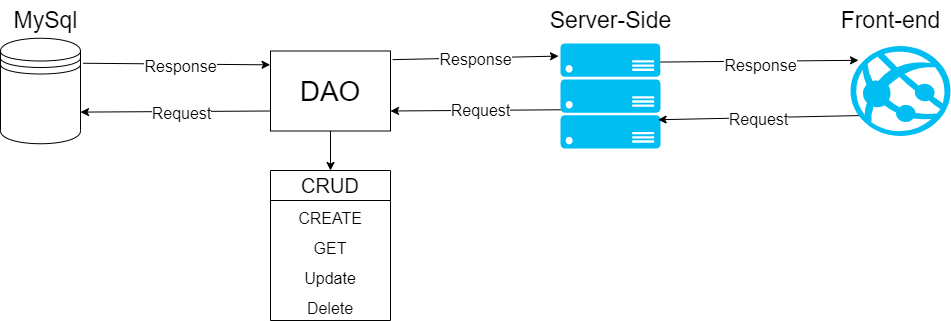 MySql
Server-Side
Front-end
Response
Response
Response
DAO
Request
Request
Request
CRUD
CREATE
GET
Update
Delete